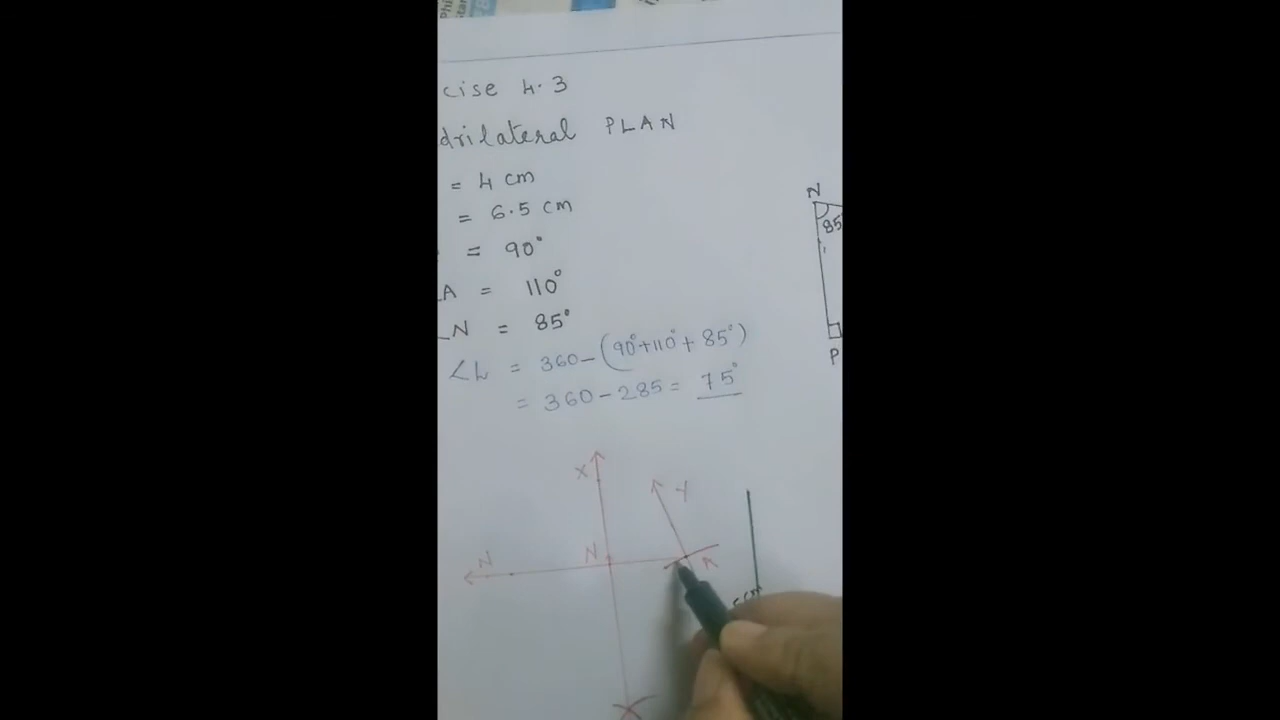 cise 4.3
drilateral PLAN
= 4 cm
= 6.5 cm
= 90°
∠A = 110°
∠N = 85°
∠L = 360-(90°+110°+85°)
= 360-285 = 75°
N
85°
P
X
Y
N
N